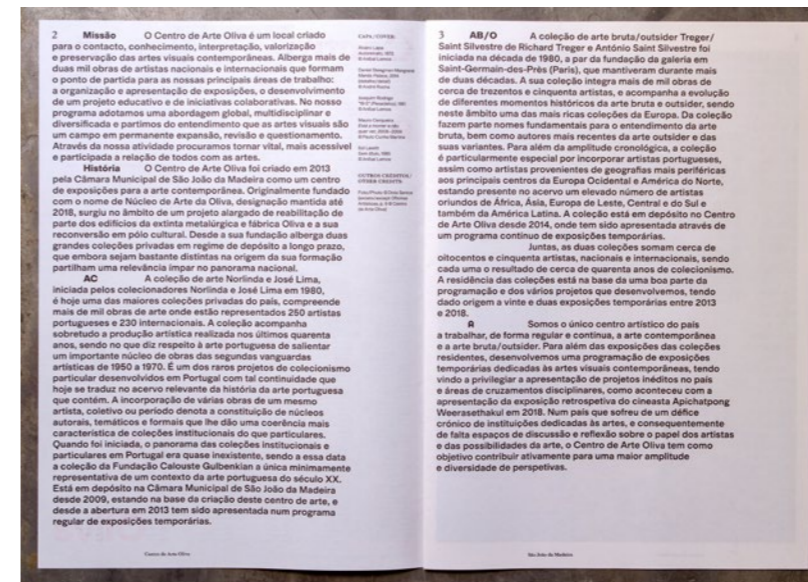 2 Missão O Centro de Arte Oliva é um local criado
para o contacto, conhecimento, interpretação, valorização
e preservação das artes visuais contemporâneas. Alberga mais de
duas mil obras de artistas nacionais e internacionais que formam
o ponto de partida para as nossas principais áreas de trabalho:
a organização e apresentação de exposições, o desenvolvimento
de um projeto educativo e de iniciativas colaborativas. No nosso
programa adotamos uma abordagem global, multidisciplinar e
diversificada e partimos do entendimento que as artes visuais são
um campo em permanente expansão, revisão e questionamento.
Através da nossa atividade procuramos tornar vital, mais acessível
e participada a relação de todos com as artes.
História O Centro de Arte Oliva foi criado em 2013
pela Câmara Municipal de São João da Madeira como um centro
de exposições para a arte contemporânea. Originalmente fundado
com o nome de Núcleo de Arte da Oliva, designação mantida até
2018, surgiu no âmbito de um projeto alargado de reabilitação de
parte dos edifícios da extinta metalúrgica e fábrica Oliva e a sua
reconversão em pólo cultural. Desde a sua fundação alberga duas
grandes coleções privadas em regime de depósito a longo prazo,
que embora sejam bastante distintas na origem da sua formação
partilham uma relevância ímpar no panorama nacional.
AC A coleção de arte Norlinda e José Lima,
iniciada pelos colecionadores Norlinda e José Lima em 1980,
é hoje uma das maiores coleções privadas do país, compreende
mais de mil obras de arte onde estão representados 250 artistas
portugueses e 230 internacionais. A coleção acompanha
sobretudo a produção artística realizada nos últimos quarenta
anos, sendo no que diz respeito à arte portuguesa de salientar
um importante núcleo de obras das segundas vanguardas
artísticas de 1950 a 1970. É um dos raros projetos de colecionismo
particular desenvolvidos em Portugal com tal continuidade que
hoje se traduz no acervo relevante da história da arte portuguesa
que contém. A incorporação de várias obras de um mesmo
artista, coletivo ou período denota a constituição de núcleos
autorais, temáticos e formais que lhe dão uma coerência mais
característica de coleções institucionais do que particulares.
Quando foi iniciada, o panorama das coleções institucionais e
particulares em Portugal era quase inexistente, sendo a essa data
a coleção da Fundação Calouste Gulbenkian a única minimamente
representativa de um contexto da arte portuguesa do século XX.
Está em depósito na Câmara Municipal de São João da Madeira
desde 2009, estando na base da criação deste centro de arte, e
desde a abertura em 2013 tem sido apresentada num programa
regular de exposições temporárias.
CAPA/COVER:
OUTROS CRÉDITOS/
OTHER CREDITS:
Centro de Arte Oliva
3 AB/O A coleção de arte bruta/outsider Treger/
Saint Silvestre de Richard Treger e António Saint Silvestre foi
iniciada na década de 1980, a par da fundação da galeria em
Saint-Germain-des-Prés (Paris), que mantiveram durante mais
de duas décadas. A sua coleção integra mais de mil obras de
cerca de trezentos e cinquenta artistas, e acompanha a evolução
de diferentes momentos históricos da arte bruta e outsider, sendo
neste âmbito uma das mais ricas coleções da Europa. Da coleção
fazem parte nomes fundamentais para o entendimento da arte
bruta, bem como autores mais recentes da arte outsider e das
suas variantes. Para além da amplitude cronológica, a coleção
é particularmente especial por incorporar artistas portugueses,
assim como artistas provenientes de geografias mais periféricas
aos principais centros da Europa Ocidental e América do Norte,
estando presente no acervo um elevado número de artistas
oriundos de África, Ásia, Europa de Leste, Central e do Sul e
também da América Latina. A coleção está em depósito no Centro
de Arte Oliva desde 2014, onde tem sido apresentada através de
um programa contínuo de exposições temporárias.
Juntas, as duas coleções somam cerca de
oitocentos e cinquenta artistas, nacionais e internacionais, sendo
cada uma o resultado de cerca de quarenta anos de colecionismo.
A residência das coleções está na base da uma boa parte da
programação e dos vários projetos que desenvolvemos, tendo
dado origem a vinte e duas exposições temporárias entre 2013
e 2018.
A Somos o único centro artístico do país
a trabalhar, de forma regular e contínua, a arte contemporânea
e a arte bruta/outsider. Para além das exposições das coleções
residentes, desenvolvemos uma programação de exposições
temporárias dedicadas às artes visuais contemporâneas, tendo
vindo a privilegiar a apresentação de projetos inéditos no país
e áreas de cruzamentos disciplinares, como aconteceu com a
apresentação da exposição retrospetiva do cineasta Apichatpong
Weerasethakul em 2018. Num país que sofreu de um défice
crónico de instituições dedicadas às artes, e consequentemente
de falta espaços de discussão e reflexão sobre o papel dos artistas
e das possibilidades da arte, o Centro de Arte Oliva tem como
objetivo contribuir ativamente para uma maior amplitude
e diversidade de perspetivas.
São João da Madeira